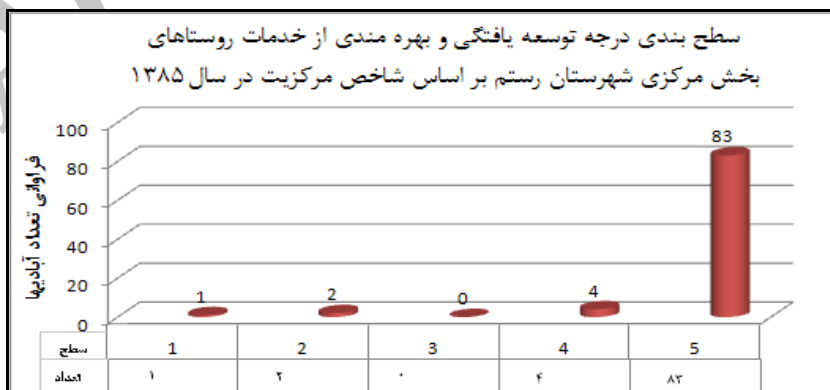 سطح بندی درجه توسعه یافتگی و بهره مندی از خدمات روستاهای
بخش مرکزی شهرستان رستم بر اساس شاخص مرکزیت در سال ۱۳۸۵
فراوانی تعداد آبادیها
100
80
60
40
20
0
1 2 0 4 83
سطح 1 2 3 4 5
تعداد ۱ ۲ ۰ ۴ ۸۳